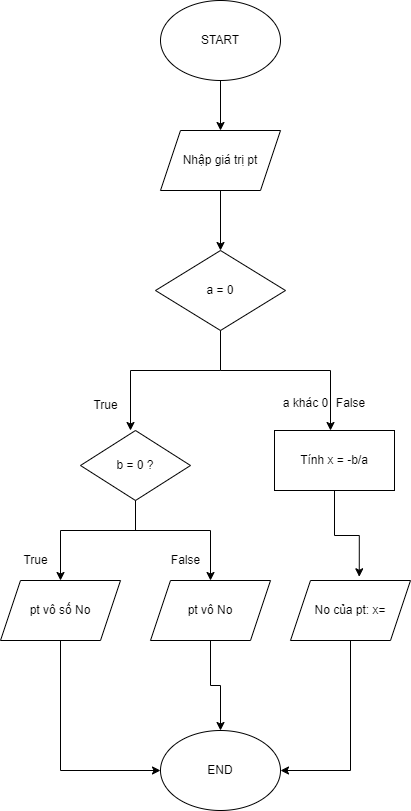 START
Nhập giá trị pt
a = 0
True
a khác 0 False
b = 0 ?
Tính x = -b/a
True
False
pt vô số No
pt vô No
No của pt: x=
END